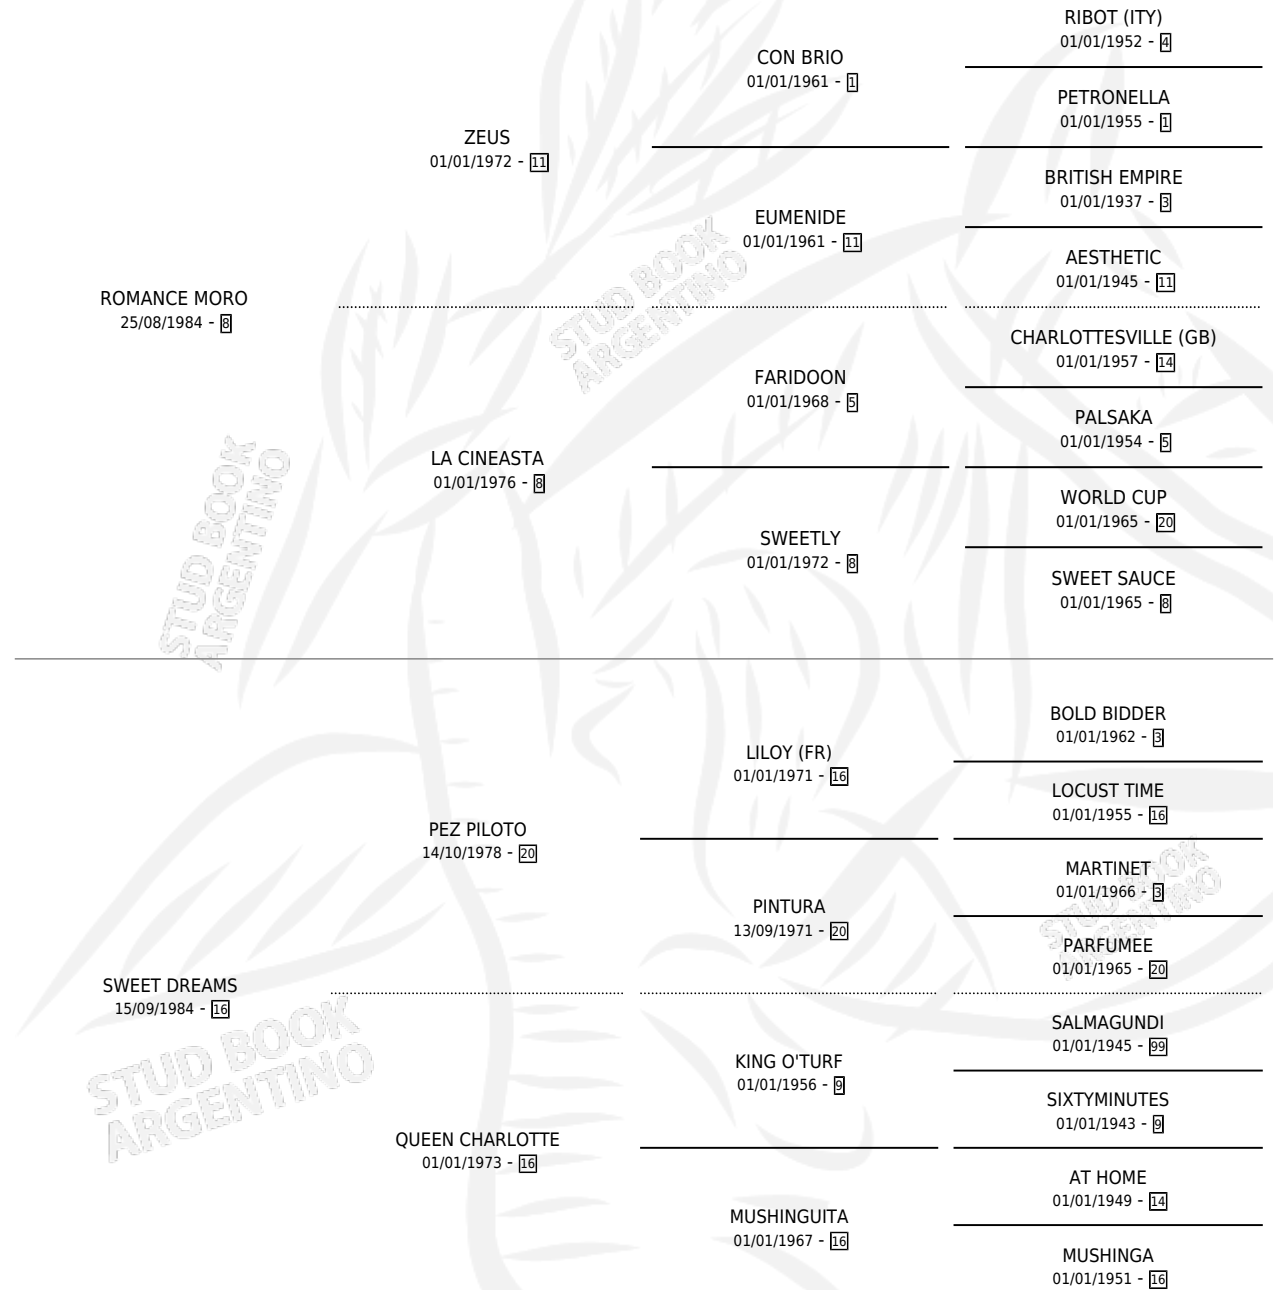 RIBOT (ITY)
01/01/1952 - 4
CON BRIO
01/01/1961 - 1
PETRONELLA
01/01/1955 - 1
ZEUS
01/01/1972 - 11
BRITISH EMPIRE
01/01/1937 - 3
EUMENIDE
01/01/1961 - 11
AESTHETIC
01/01/1945 - 11
ROMANCE MORO
25/08/1984 - 8
STUD BOOK
ARGENTINO
CHARLOTTESVILLE (GB)
01/01/1957 - 14
FARIDOON
01/01/1968 - 5
PALSAKA
01/01/1954 - 5
LA CINEASTA
01/01/1976 - 8
WORLD CUP
01/01/1965 - 20
SWEETLY
01/01/1972 - 8
SWEET SAUCE
01/01/1965 - 8
STUD BOOK
ARGENTINO
BOLD BIDDER
01/01/1962 - 3
LILOY (FR)
01/01/1971 - 16
LOCUST TIME
01/01/1955 - 16
PEZ PILOTO
14/10/1978 - 20
MARTINET
01/01/1966 - 3
PINTURA
13/09/1971 - 20
PARFUMEE
01/01/1965 - 20
STUD BOOK
ARGENTINO
SWEET DREAMS
15/09/1984 - 16
STUD BOOK
ARGENTINO
SALMAGUNDI
01/01/1945 - 99
KING O'TURF
01/01/1956 - 9
SIXTYMINUTES
01/01/1943 - 9
QUEEN CHARLOTTE
01/01/1973 - 16
AT HOME
01/01/1949 - 14
MUSHINGUITA
01/01/1967 - 16
MUSHINGA
01/01/1951 - 16